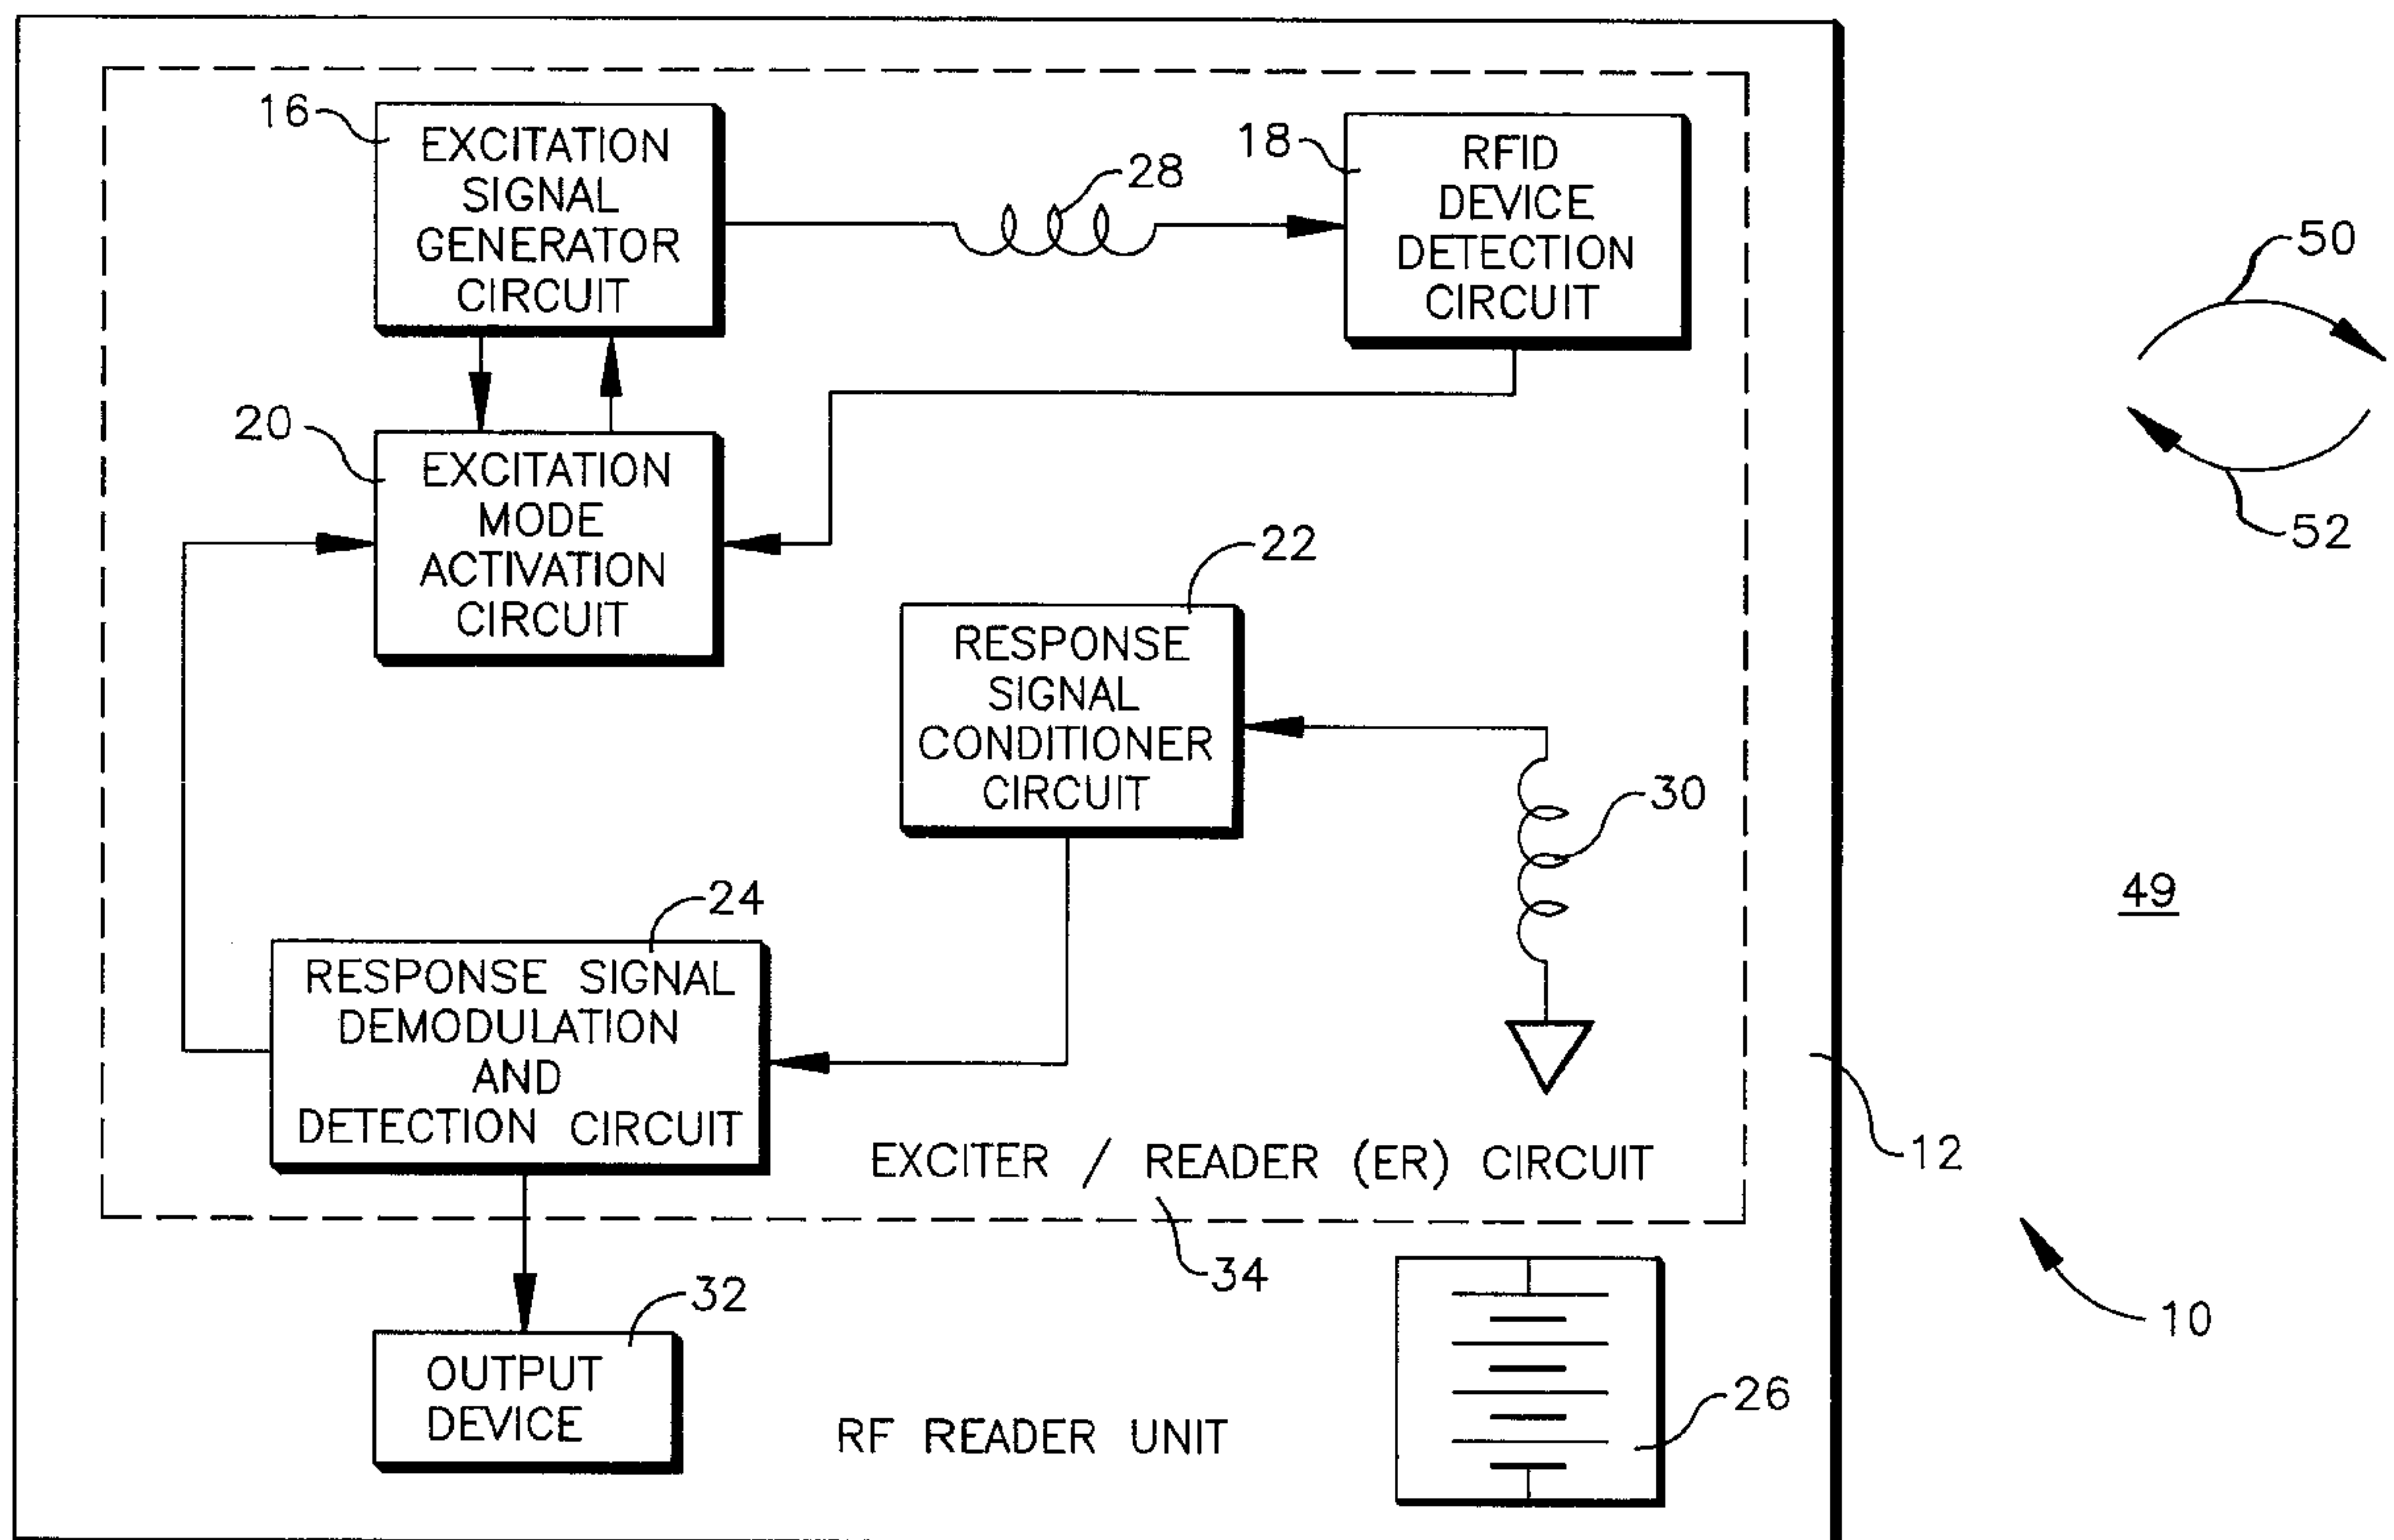 16
EXCITATION
SIGNAL
GENERATOR
CIRCUIT
28
18
RFID
DEVICE
DETECTION
CIRCUIT
50
52
20
EXCITATION
MODE
ACTIVATION
CIRCUIT
22
RESPONSE
SIGNAL
CONDITIONER
CIRCUIT
30
49
24
RESPONSE SIGNAL
DEMODULATION
AND
DETECTION CIRCUIT
EXCITER / READER (ER) CIRCUIT
12
34
10
32
OUTPUT
DEVICE
RF READER UNIT
26